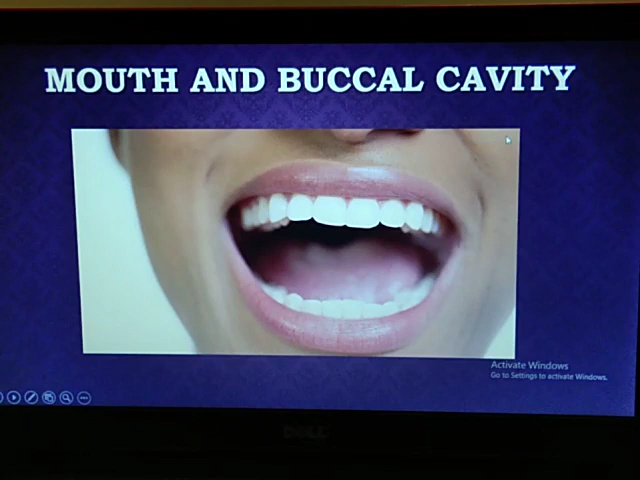 MOUTH AND BUCCAL CAVITY
Activate Windows
Go to Settings to activate Windows.
DELL